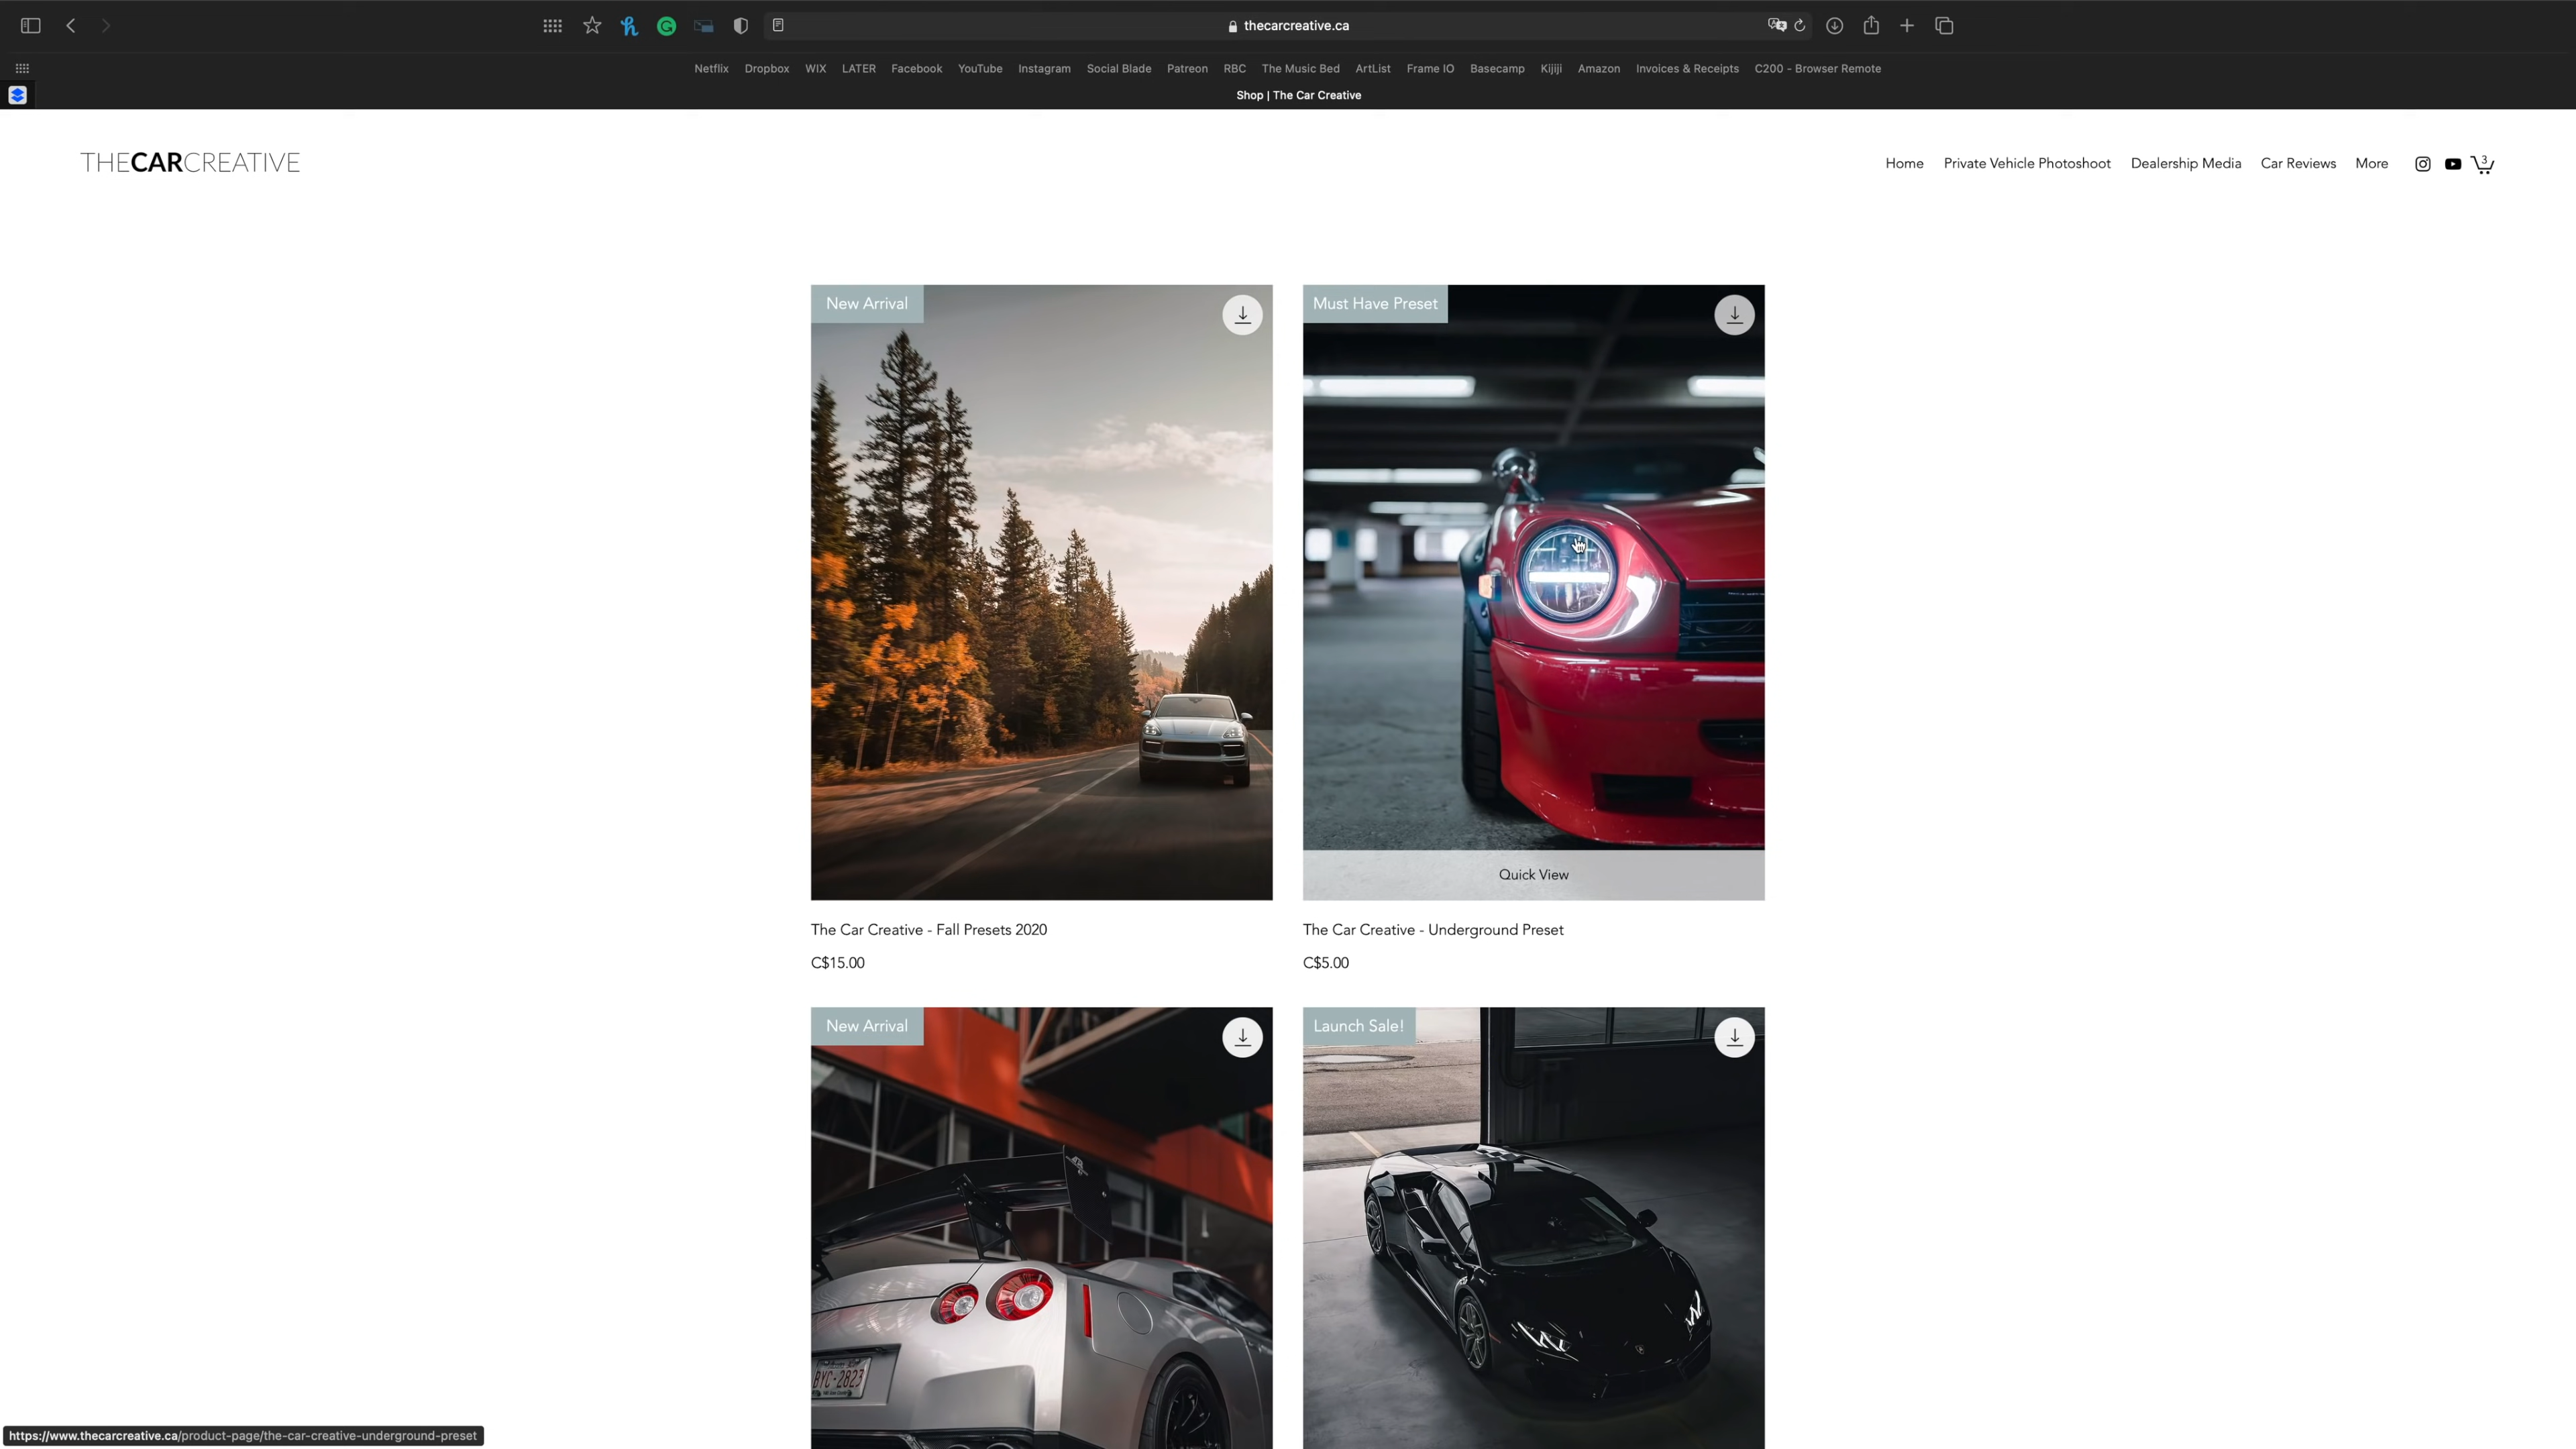 thecarcreative.ca
Netflix Dropbox WIX LATER Facebook YouTube Instagram Social Blade Patreon RBC The Music Bed ArtList Frame IO Basecamp Kijiji Amazon Invoices & Receipts C200 - Browser Remote
Shop | The Car Creative
THECARCREATIVE
Home Private Vehicle Photoshoot Dealership Media Car Reviews More 3
New Arrival
Must Have Preset
Quick View
The Car Creative - Fall Presets 2020
C$15.00
The Car Creative - Underground Preset
C$5.00
New Arrival
Launch Sale!
BYC-2823
https://www.thecarcreative.ca/product-page/the-car-creative-underground-preset